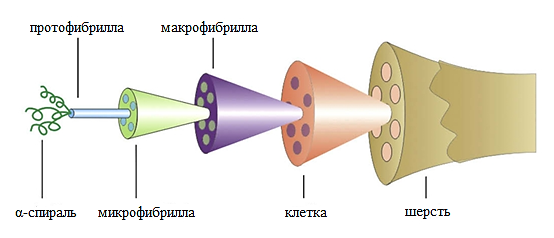 протофибрилла
макрофибрилла
α-спираль
микрофибрилла
клетка
шерсть